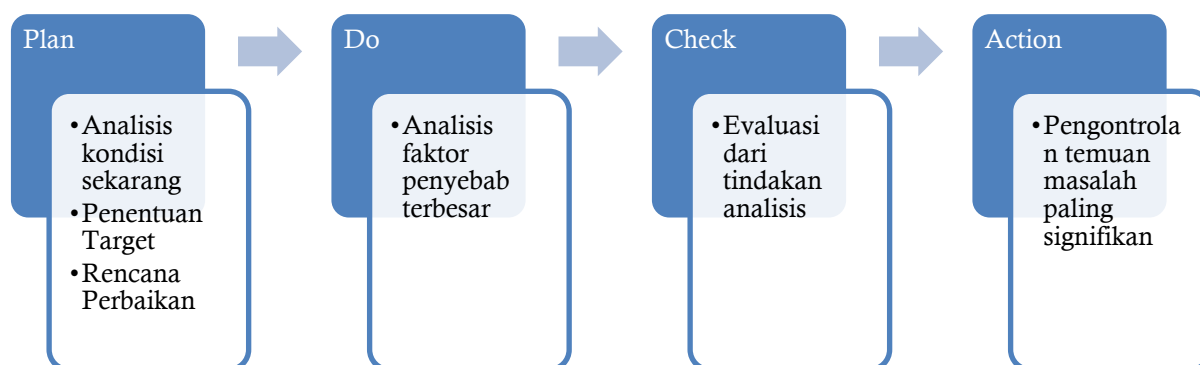 Plan
•Analisis
kondisi
sekarang
•Penentuan
Target
•Rencana
Perbaikan
Do
•Analisis
faktor
penyebab
terbesar
Check
•Evaluasi
dari
tindakan
analisis
Action
•Pengontrola
n temuan
masalah
paling
signifikan